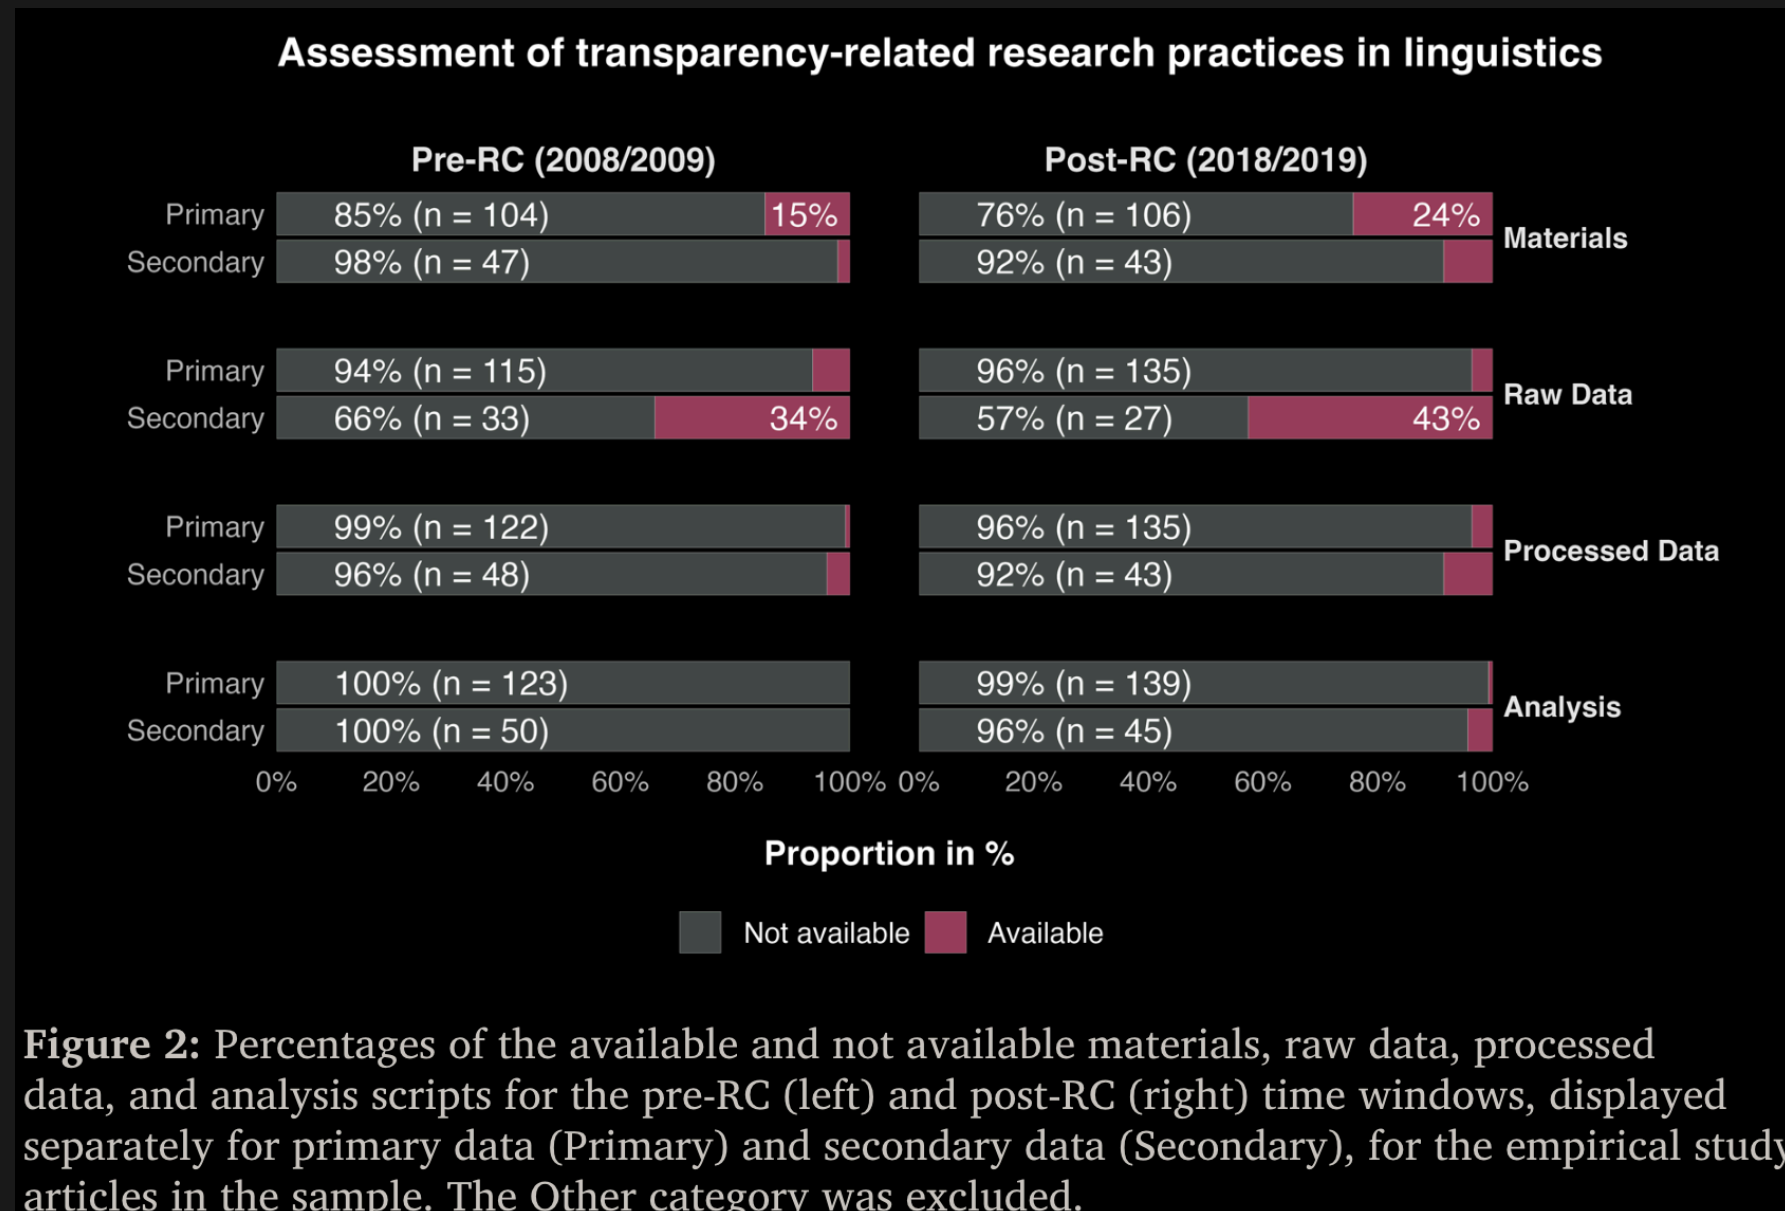 Assessment of transparency-related research practices in linguistics
Pre-RC (2008/2009) Post-RC (2018/2019)
Primary 85% (n = 104) 15% 76% (n = 106) 24%
Materials
Secondary 98% (n = 47) 92% (n = 43)
Primary 94% (n = 115) 96% (n = 135)
Raw Data
Secondary 66% (n = 33) 34% 57% (n = 27) 43%
Primary 99% (n = 122) 96% (n = 135)
Processed Data
Secondary 96% (n = 48) 92% (n = 43)
Primary 100% (n = 123) 99% (n = 139)
Analysis
Secondary 100% (n = 50) 96% (n = 45)
0% 20% 40% 60% 80% 100% 0% 20% 40% 60% 80% 100%
Proportion in %
Not available Available
Figure 2: Percentages of the available and not available materials, raw data, processed
data, and analysis scripts for the pre-RC (left) and post-RC (right) time windows, displayed
separately for primary data (Primary) and secondary data (Secondary), for the empirical study
articles in the sample. The Other category was excluded.